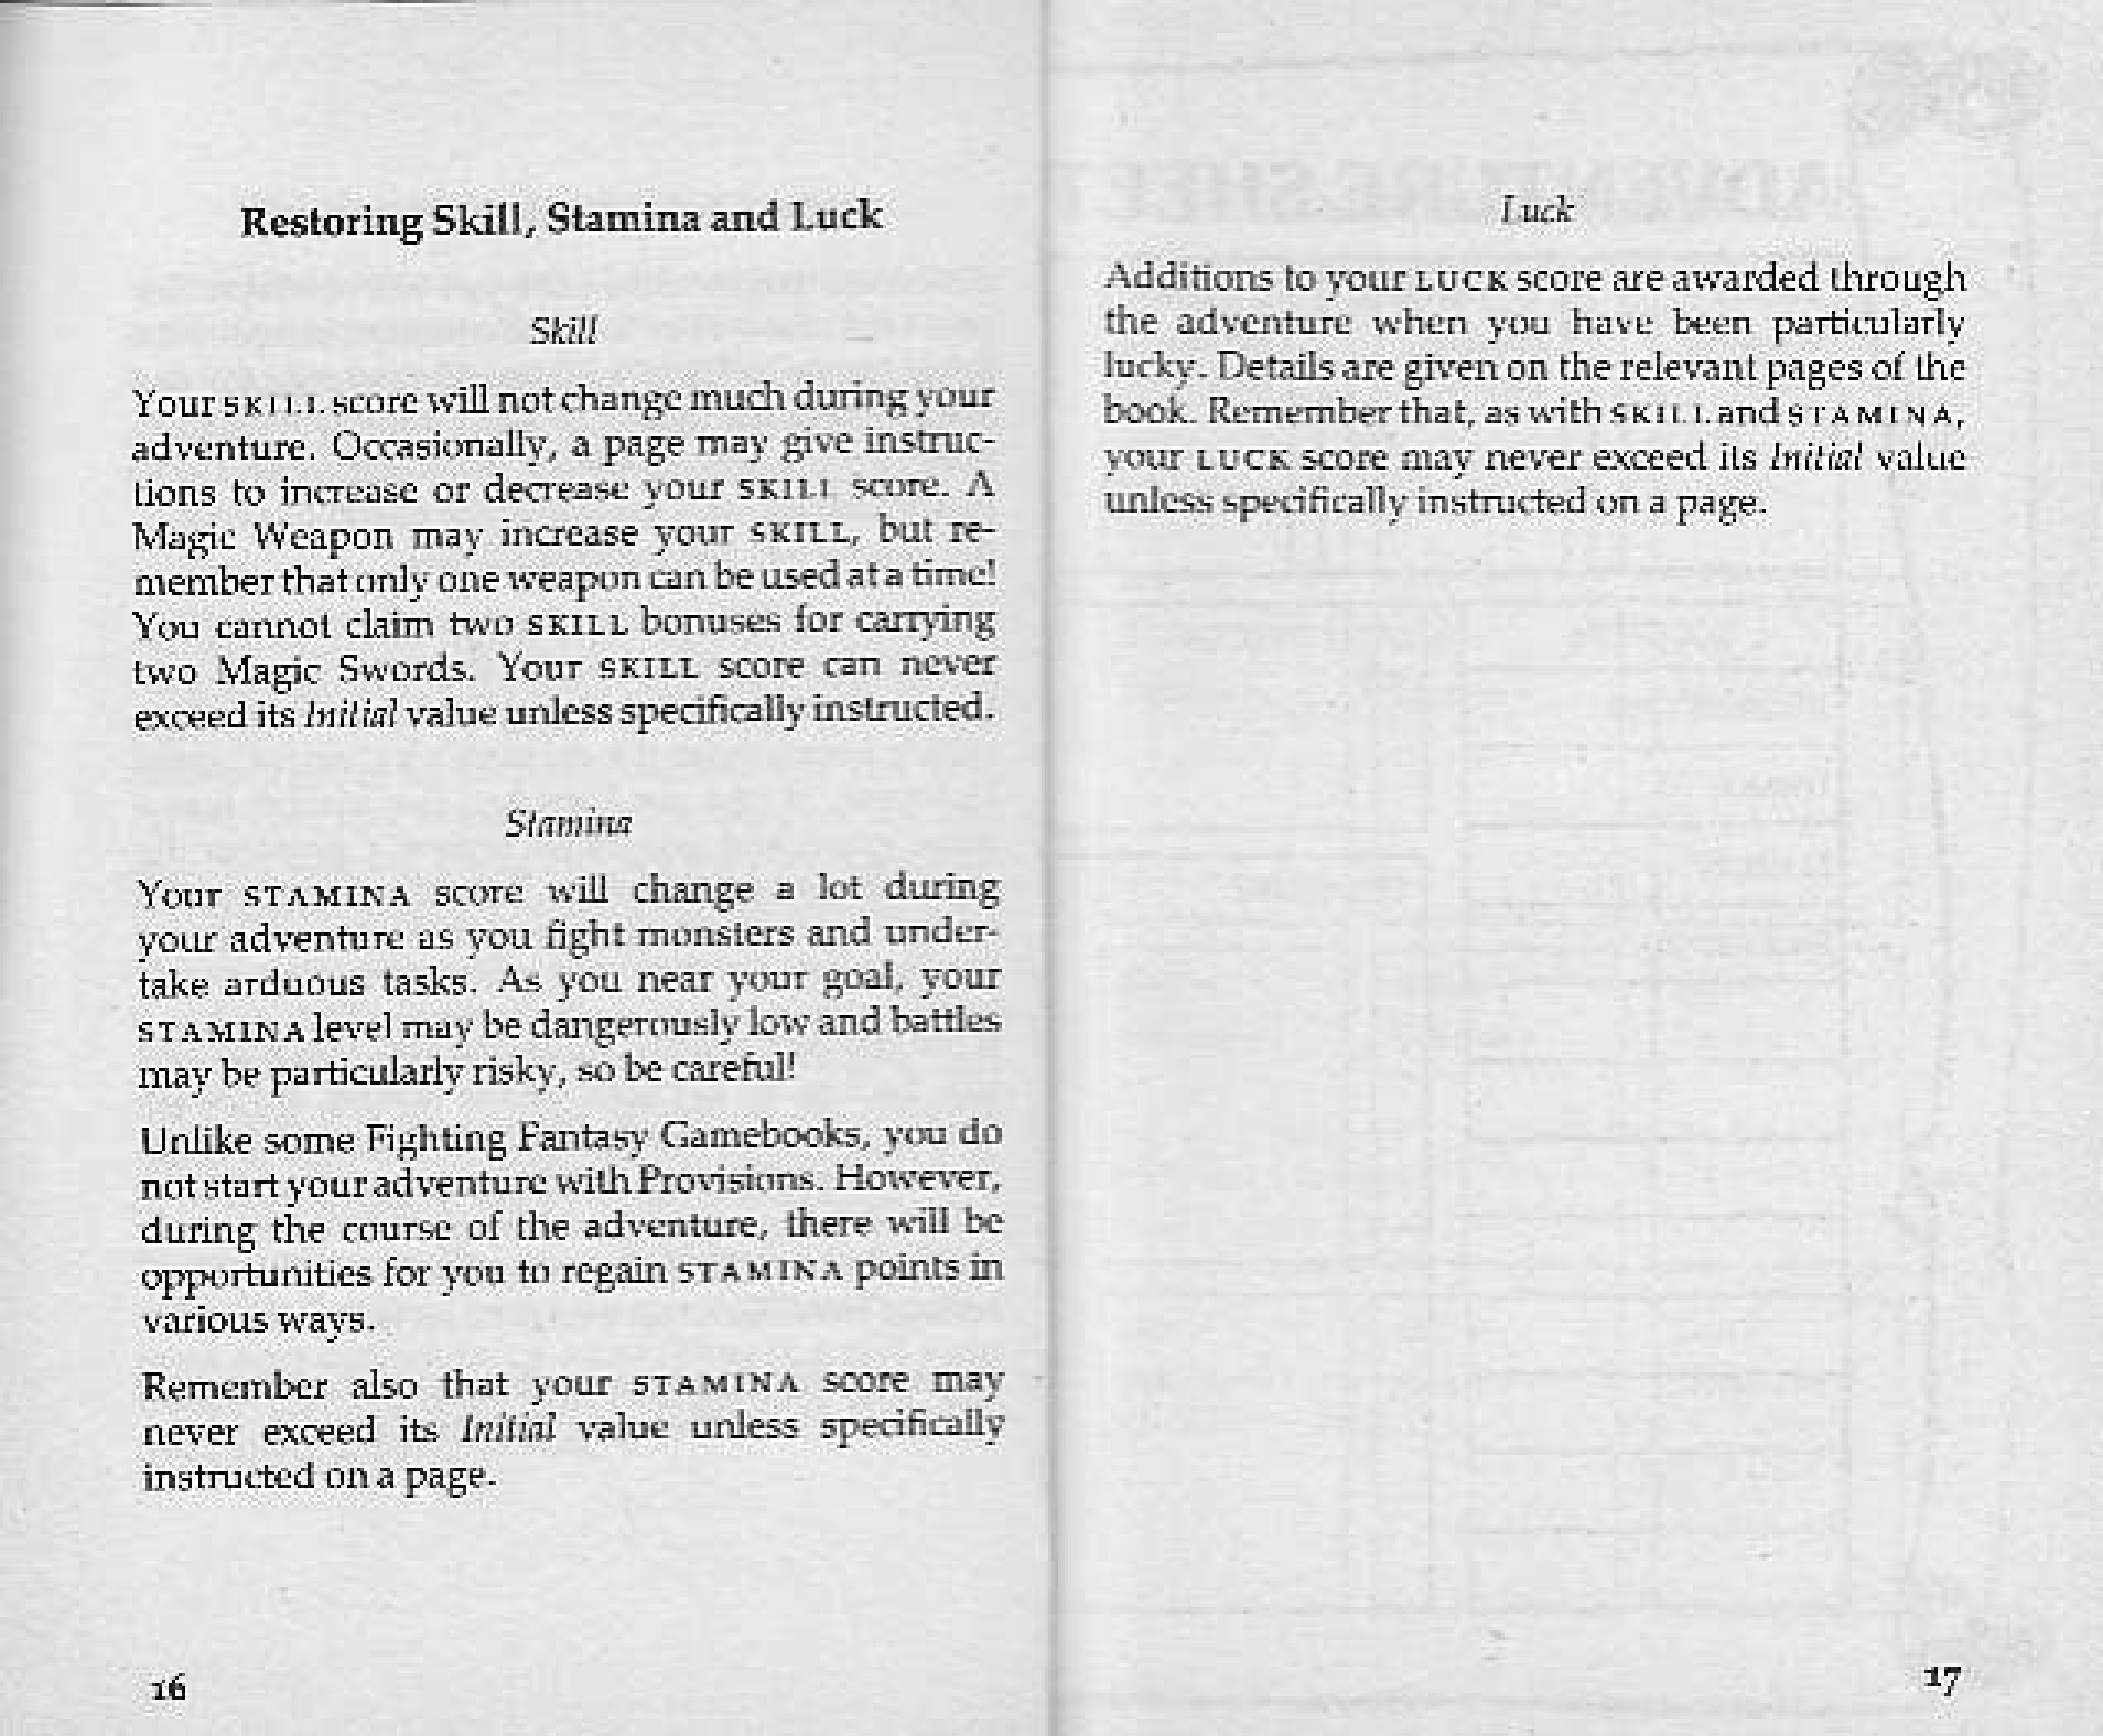 Restoring Skill, Stamina and Luck
Skill
Your SKILL score will not change much during your
adventure. Occasionally, a page may give instruc-
tions to increase or decrease your SKILL score. A
Magic Weapon may increase your SKILL, but re-
member that only one weapon can be used at a time!
You cannot claim two SKILL bonuses for carrying
two Magic Swords. Your SKILL score can never
exceed its Initial value unless specifically instructed.
Stamina
Your STAMINA score will change a lot during
your adventure as you fight monsters and under-
take arduous tasks. As you near your goal, your
STAMINA level may be dangerously low and battles
may be particularly risky, so be careful!
Unlike some Fighting Fantasy Gamebooks, you do
not start your adventure with Provisions. However,
during the course of the adventure, there will be
opportunities for you to regain STAMINA points in
various ways.
Remember also that your STAMINA score may
never exceed its Initial value unless specifically
instructed on a page.
16
Luck
Additions to your LUCK score are awarded through
the adventure when you have been particularly
lucky. Details are given on the relevant pages of the
book. Remember that, as with SKILL and STAMINA,
your LUCK score may never exceed its Initial value
unless specifically instructed on a page.
17